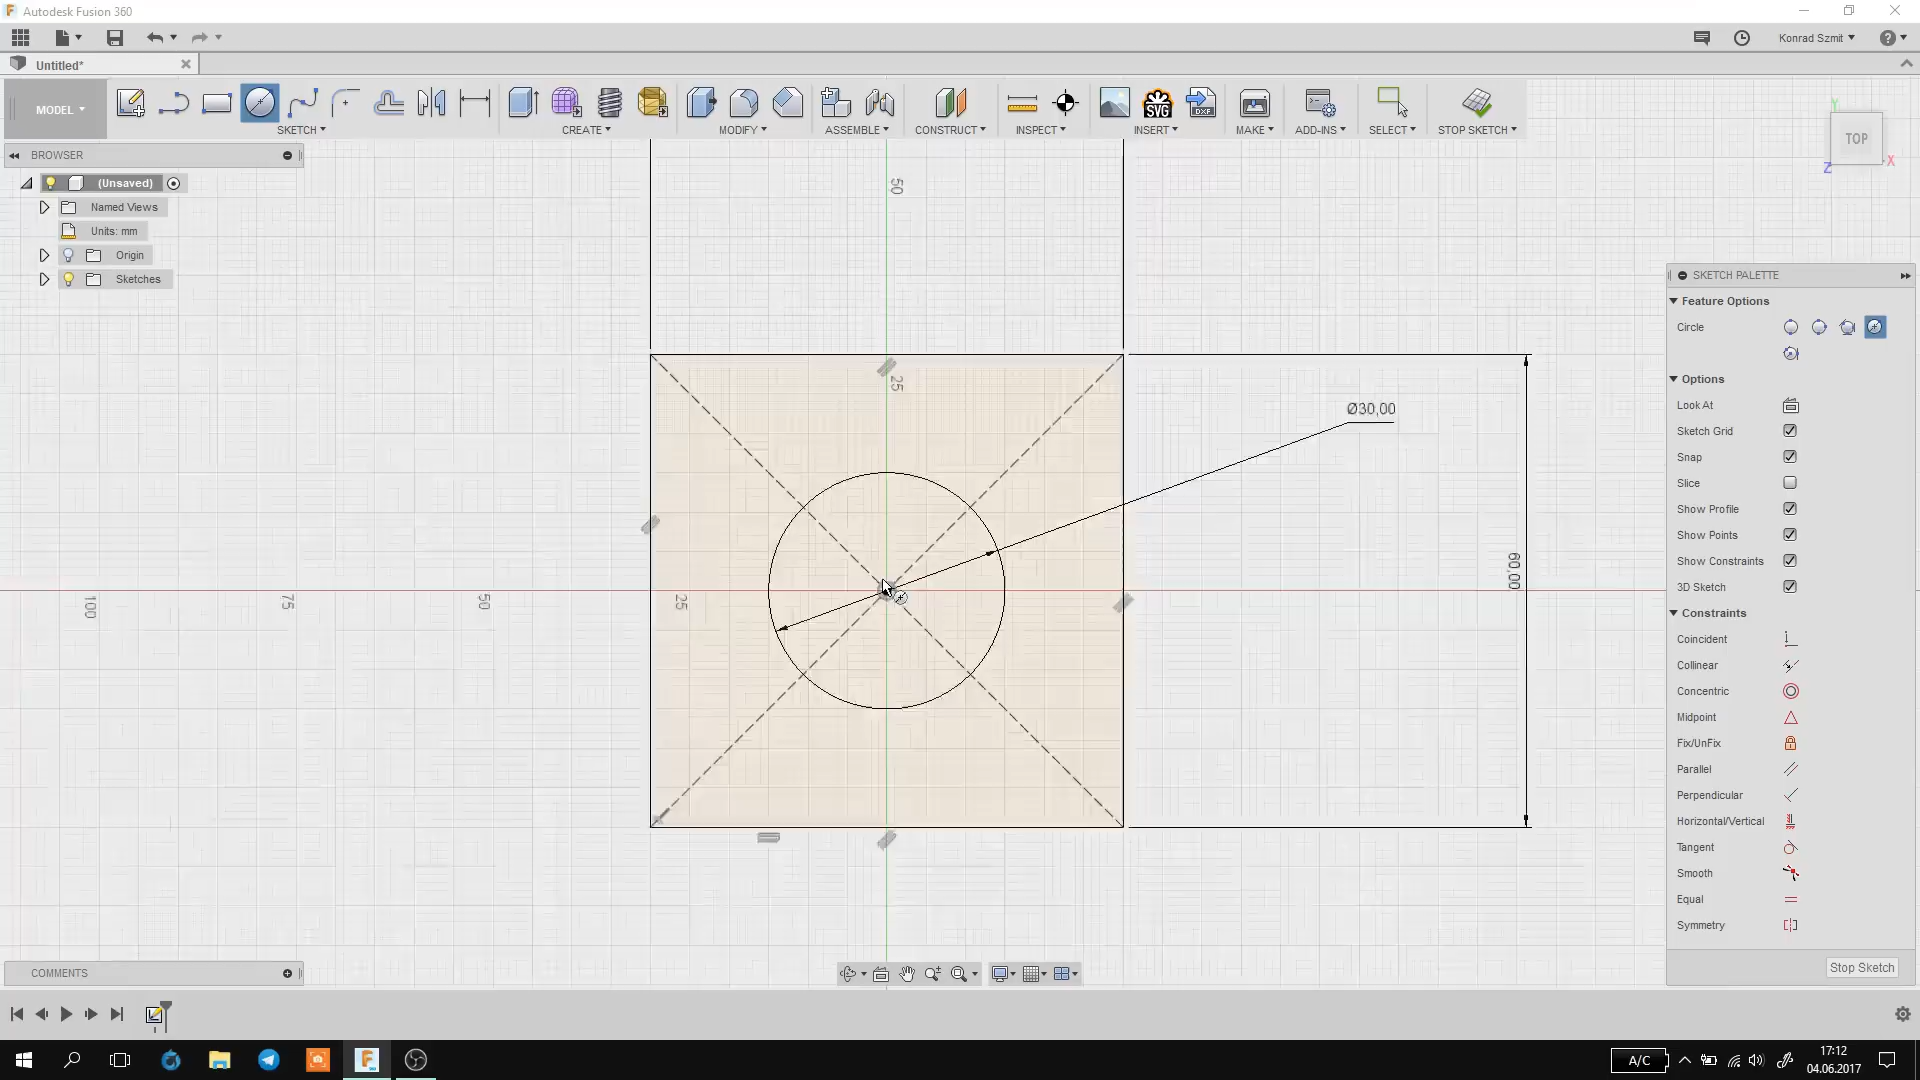 Autodesk Fusion 360
Konrad Szmit
Untitled*
MODEL
SKETCH
CREATE
MODIFY
ASSEMBLE
CONSTRUCT
INSPECT
INSERT
MAKE
ADD-INS
SELECT
STOP SKETCH
SVG
DXF
TOP
Y
X
Z
BROWSER
(Unsaved)
Named Views
Units: mm
Origin
Sketches
50
25
Ø30,00
60,00
100
75
50
25
SKETCH PALETTE
Feature Options
Circle
Options
Look At
Sketch Grid
Snap
Slice
Show Profile
Show Points
Show Constraints
3D Sketch
Constraints
Coincident
Collinear
Concentric
Midpoint
Fix/UnFix
Parallel
Perpendicular
Horizontal/Vertical
Tangent
Smooth
Equal
Symmetry
Stop Sketch
COMMENTS
A/C
17:12
04.06.2017